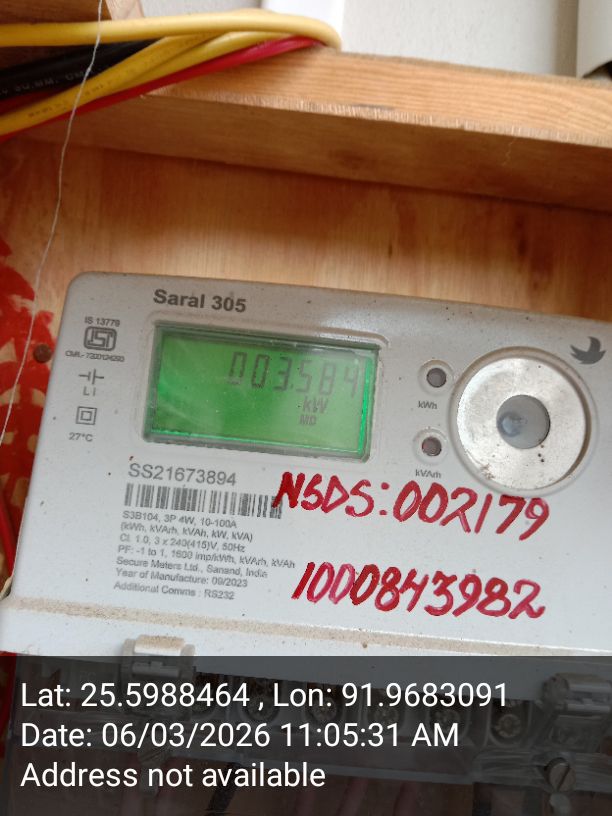 Saral 305
IS 13779
CM/L- 7200124293
003.584
kW
MD
L i
27°C
kWh
kVArh
SS21673894
NSDS:002179
S3B104, 3P 4W, 10-100A
(kWh, kVArh, kVAh, kW, kVA)
Cl. 1.0, 3 x 240(415)V, 50Hz
PF: -1 to 1, 1600 imp/kWh, kVArh, kVAh
Secure Meters Ltd., Sanand, India
Year of Manufacture: 09/2023
Additional Comms : RS232
1000843982
Lat: 25.5988464 , Lon: 91.9683091
Date: 06/03/2026 11:05:31 AM
Address not available